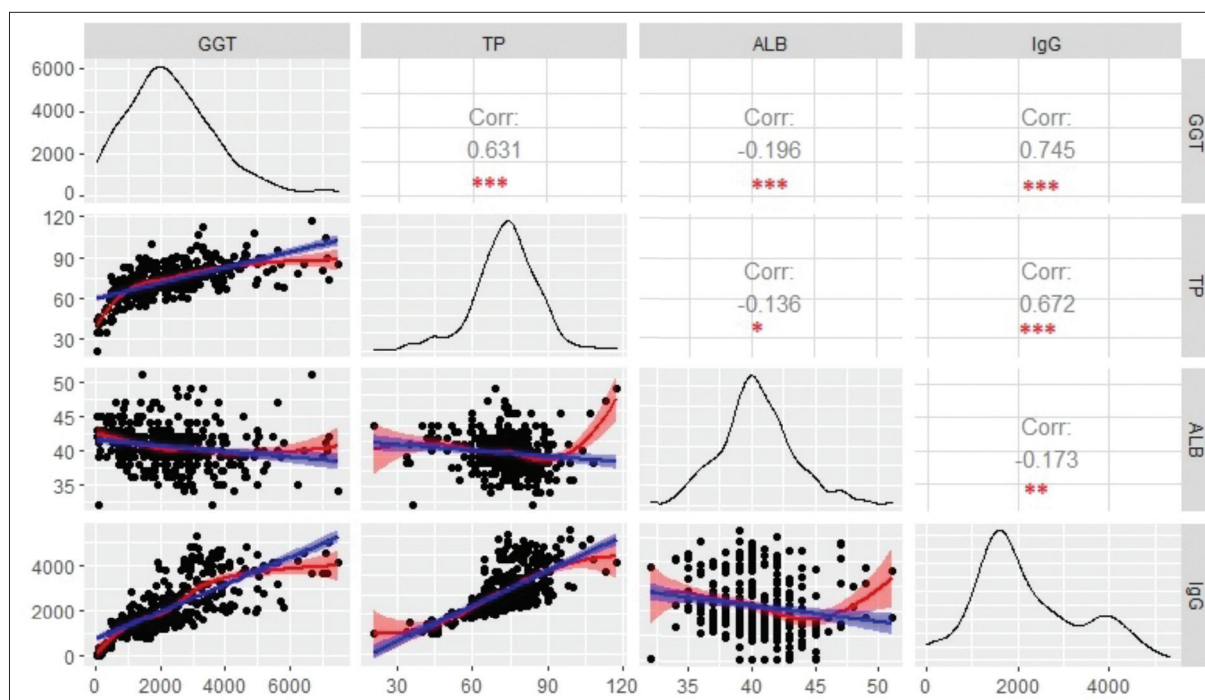 GGT TP ALB IgG
6000
4000
2000
0
Corr:
0.631
***
Corr:
-0.196
***
Corr:
0.745
***
GGT
120
90
60
30
Corr:
-0.136
*
Corr:
0.672
***
TP
50
45
40
35
Corr:
-0.173
**
ALB
4000
2000
0
IgG
0 2000 4000 6000 30 60 90 120 35 40 45 50 0 2000 4000